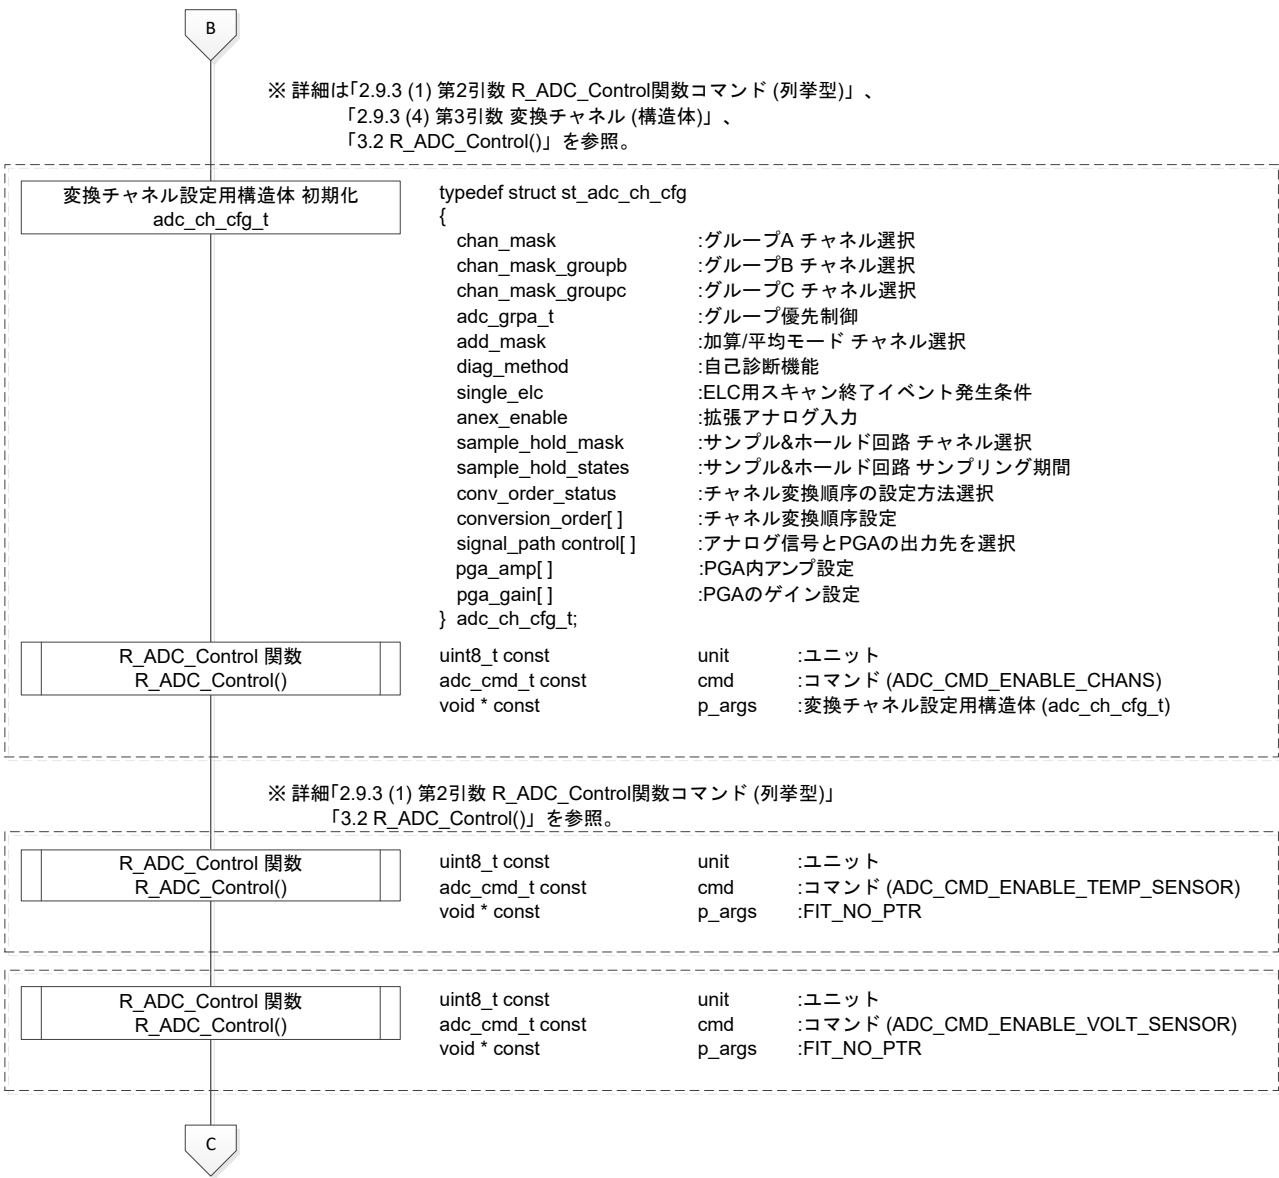 B
※ 詳細は「2.9.3 (1) 第2引数 R_ADC_Control関数コマンド (列挙型)」、
「2.9.3 (4) 第3引数 変換チャネル (構造体)」、
「3.2 R_ADC_Control()」を参照。
変換チャネル設定用構造体 初期化
adc_ch_cfg_t
typedef struct st_adc_ch_cfg
{
chan_mask :グループA チャネル選択
chan_mask_groupb :グループB チャネル選択
chan_mask_groupc :グループC チャネル選択
adc_grpa_t :グループ優先制御
add_mask :加算/平均モード チャネル選択
diag_method :自己診断機能
single_elc :ELC用スキャン終了イベント発生条件
anex_enable :拡張アナログ入力
sample_hold_mask :サンプル&ホールド回路 チャネル選択
sample_hold_states :サンプル&ホールド回路 サンプリング期間
conv_order_status :チャネル変換順序の設定方法選択
conversion_order[ ] :チャネル変換順序設定
signal_path control[ ] :アナログ信号とPGAの出力先を選択
pga_amp[ ] :PGA内アンプ設定
pga_gain[ ] :PGAのゲイン設定
} adc_ch_cfg_t;
R_ADC_Control 関数
R_ADC_Control()
uint8_t const unit :ユニット
adc_cmd_t const cmd :コマンド (ADC_CMD_ENABLE_CHANS)
void * const p_args :変換チャネル設定用構造体 (adc_ch_cfg_t)
※ 詳細「2.9.3 (1) 第2引数 R_ADC_Control関数コマンド (列挙型)」
「3.2 R_ADC_Control()」を参照。
R_ADC_Control 関数
R_ADC_Control()
uint8_t const unit :ユニット
adc_cmd_t const cmd :コマンド (ADC_CMD_ENABLE_TEMP_SENSOR)
void * const p_args :FIT_NO_PTR
R_ADC_Control 関数
R_ADC_Control()
uint8_t const unit :ユニット
adc_cmd_t const cmd :コマンド (ADC_CMD_ENABLE_VOLT_SENSOR)
void * const p_args :FIT_NO_PTR
C